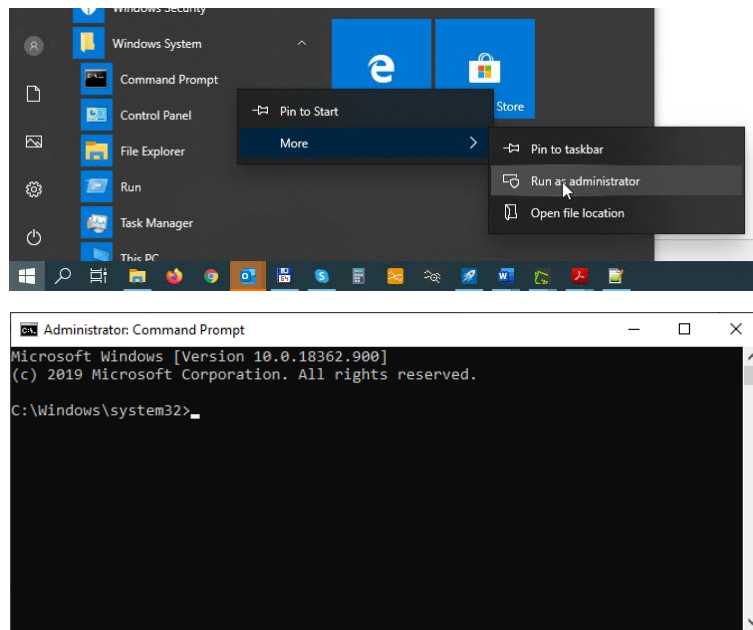 Windows Security
Windows System
Command Prompt
Control Panel
File Explorer
Run
Task Manager
This PC
Store
Pin to Start
More
Pin to taskbar
Run as administrator
Open file location
64
Administrator: Command Prompt
Microsoft Windows [Version 10.0.18362.900]
(c) 2019 Microsoft Corporation. All rights reserved.
C:\Windows\system32>_